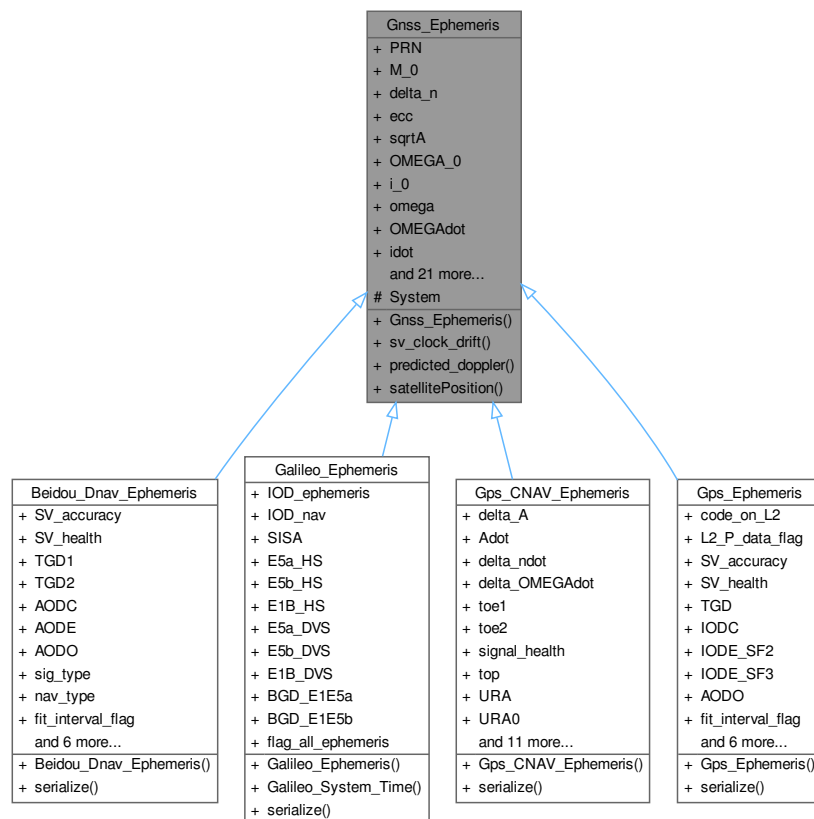 Gnss_Ephemeris
+ PRN
+ M_0
+ delta_n
+ ecc
+ sqrtA
+ OMEGA_0
+ i_0
+ omega
+ OMEGAdot
+ idot
and 21 more...
# System
+ Gnss_Ephemeris()
+ sv_clock_drift()
+ predicted_doppler()
+ satellitePosition()
Beidou_Dnav_Ephemeris
+ SV_accuracy
+ SV_health
+ TGD1
+ TGD2
+ AODC
+ AODE
+ AODO
+ sig_type
+ nav_type
+ fit_interval_flag
and 6 more...
+ Beidou_Dnav_Ephemeris()
+ serialize()
Galileo_Ephemeris
+ IOD_ephemeris
+ IOD_nav
+ SISA
+ E5a_HS
+ E5b_HS
+ E1B_HS
+ E5a_DVS
+ E5b_DVS
+ E1B_DVS
+ BGD_E1E5a
+ BGD_E1E5b
+ flag_all_ephemeris
+ Galileo_Ephemeris()
+ Galileo_System_Time()
+ serialize()
Gps_CNAV_Ephemeris
+ delta_A
+ Adot
+ delta_ndot
+ delta_OMEGAdot
+ toe1
+ toe2
+ signal_health
+ top
+ URA
+ URA0
and 11 more...
+ Gps_CNAV_Ephemeris()
+ serialize()
Gps_Ephemeris
+ code_on_L2
+ L2_P_data_flag
+ SV_accuracy
+ SV_health
+ TGD
+ IODC
+ IODE_SF2
+ IODE_SF3
+ AODO
+ fit_interval_flag
and 6 more...
+ Gps_Ephemeris()
+ serialize()